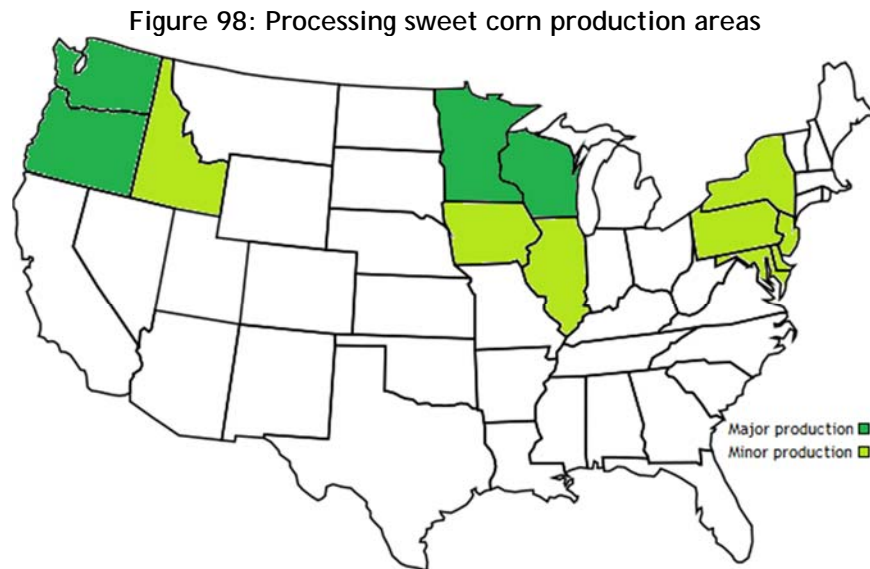 Figure 98: Processing sweet corn production areas
Major production
Minor production